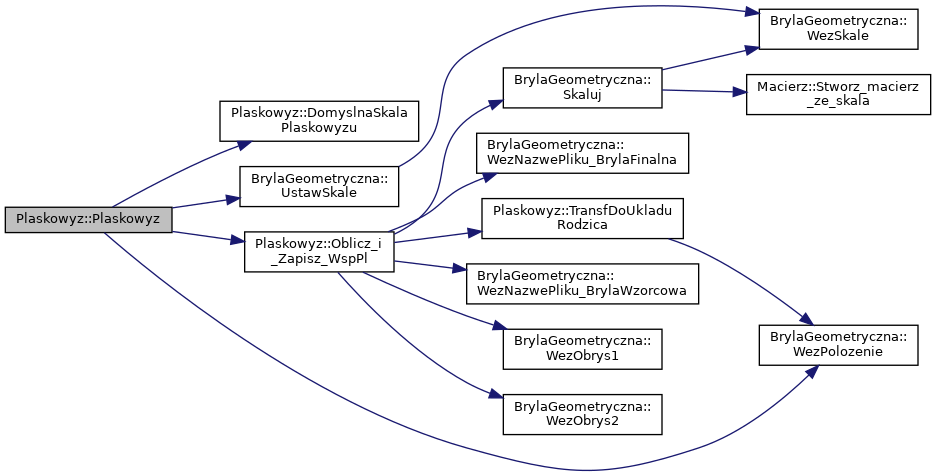 Plaskowyz::Plaskowyz
Plaskowyz::DomyslnaSkala
Plaskowyzu
BrylaGeometryczna::
UstawSkale
Plaskowyz::Oblicz_i
_Zapisz_WspPl
BrylaGeometryczna::
Skaluj
BrylaGeometryczna::
WezNazwePliku_BrylaFinalna
Plaskowyz::TransfDoUkladu
Rodzica
BrylaGeometryczna::
WezNazwePliku_BrylaWzorcowa
BrylaGeometryczna::
WezObrys1
BrylaGeometryczna::
WezObrys2
BrylaGeometryczna::
WezSkale
Macierz::Stworz_macierz
_ze_skala
BrylaGeometryczna::
WezPolozenie